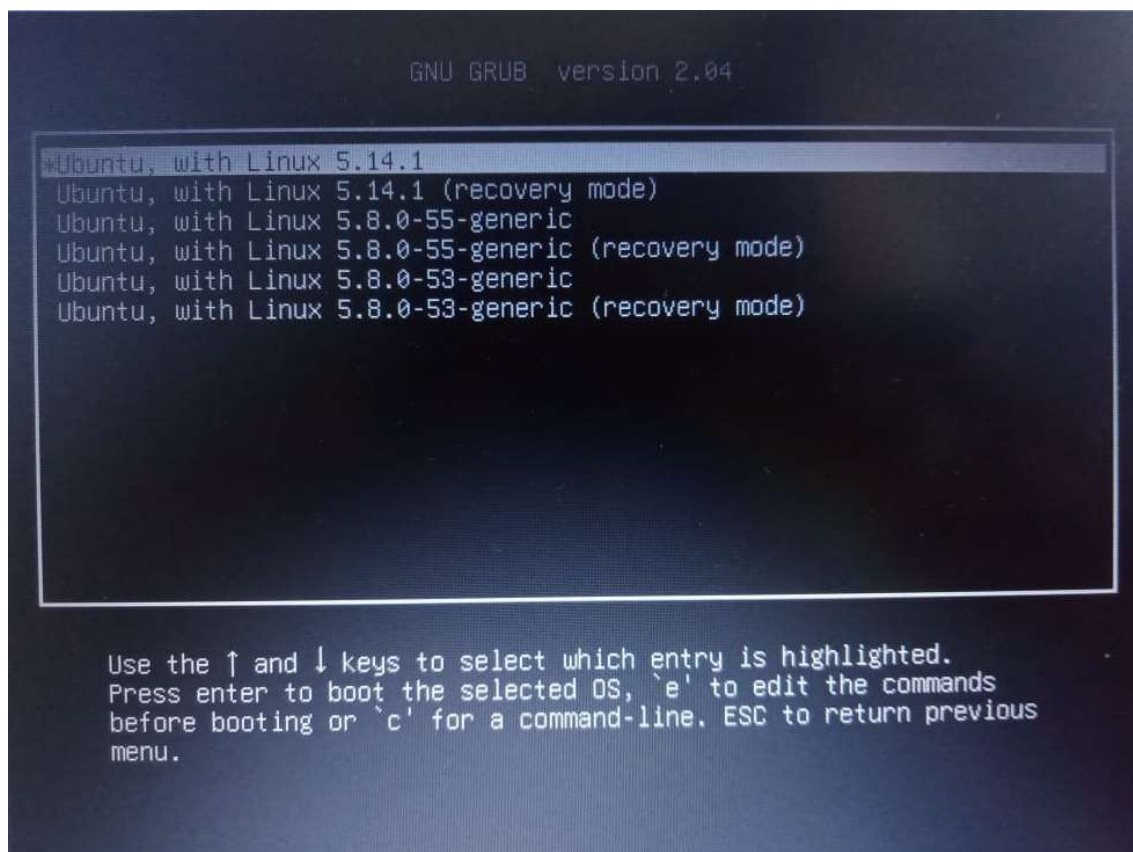 GNU GRUB version 2.04
*Ubuntu, with Linux 5.14.1
Ubuntu, with Linux 5.14.1 (recovery mode)
Ubuntu, with Linux 5.8.0-55-generic
Ubuntu, with Linux 5.8.0-55-generic (recovery mode)
Ubuntu, with Linux 5.8.0-53-generic
Ubuntu, with Linux 5.8.0-53-generic (recovery mode)
Use the ↑ and ↓ keys to select which entry is highlighted.
Press enter to boot the selected OS, `e' to edit the commands
before booting or `c' for a command-line. ESC to return previous
menu.